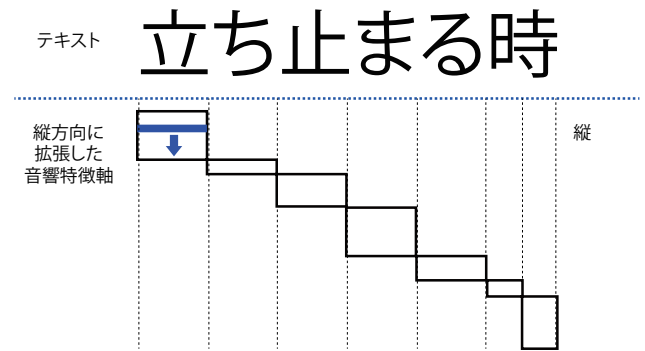 テキスト
立ち止まる時
縦方向に
拡張した
音響特徴軸
縦